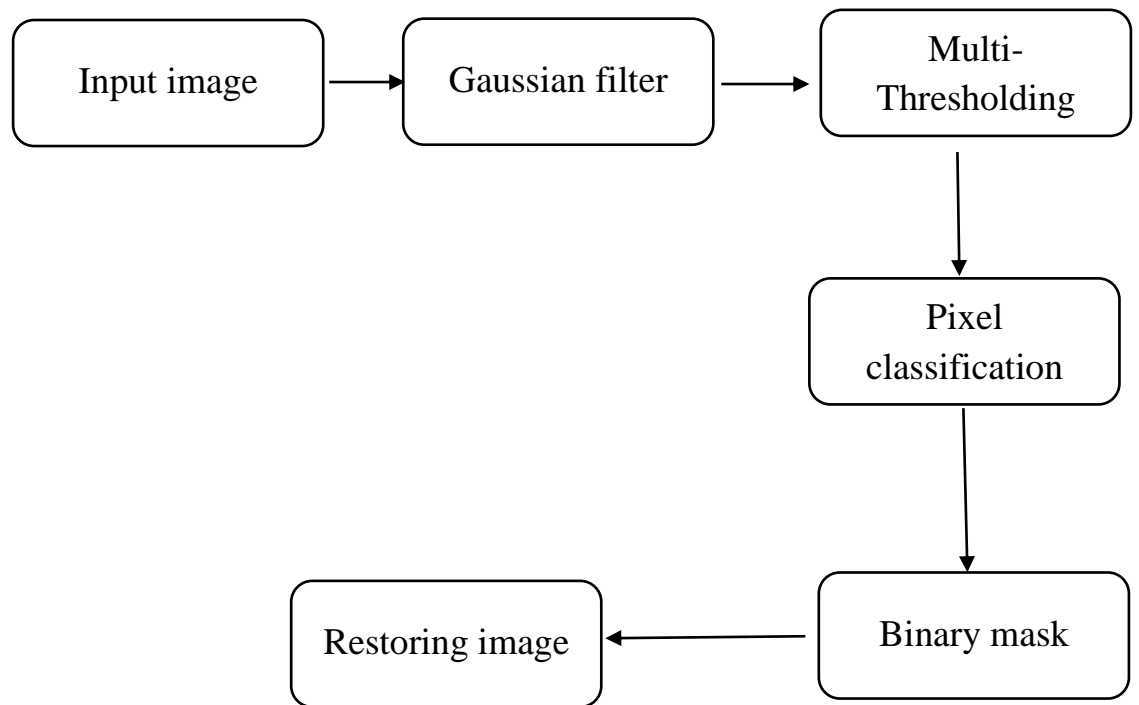 Input image
Gaussian filter
Multi-
Thresholding
Pixel
classification
Binary mask
Restoring image